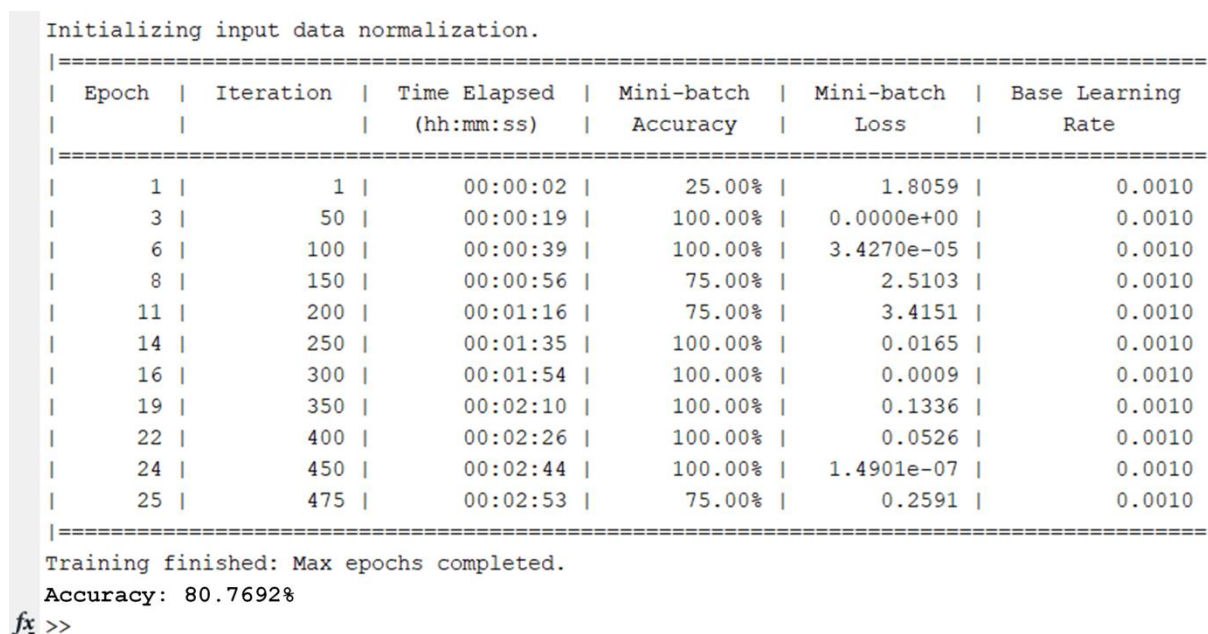 Initializing input data normalization.
|========================================================================================
| Epoch | Iteration | Time Elapsed | Mini-batch | Mini-batch | Base Learning
| | | (hh:mm:ss) | Accuracy | Loss | Rate
|========================================================================================
| 1 | 1 | 00:00:02 | 25.00% | 1.8059 | 0.0010
| 3 | 50 | 00:00:19 | 100.00% | 0.0000e+00 | 0.0010
| 6 | 100 | 00:00:39 | 100.00% | 3.4270e-05 | 0.0010
| 8 | 150 | 00:00:56 | 75.00% | 2.5103 | 0.0010
| 11 | 200 | 00:01:16 | 75.00% | 3.4151 | 0.0010
| 14 | 250 | 00:01:35 | 100.00% | 0.0165 | 0.0010
| 16 | 300 | 00:01:54 | 100.00% | 0.0009 | 0.0010
| 19 | 350 | 00:02:10 | 100.00% | 0.1336 | 0.0010
| 22 | 400 | 00:02:26 | 100.00% | 0.0526 | 0.0010
| 24 | 450 | 00:02:44 | 100.00% | 1.4901e-07 | 0.0010
| 25 | 475 | 00:02:53 | 75.00% | 0.2591 | 0.0010
|========================================================================================
Training finished: Max epochs completed.
Accuracy: 80.7692%
fx >>